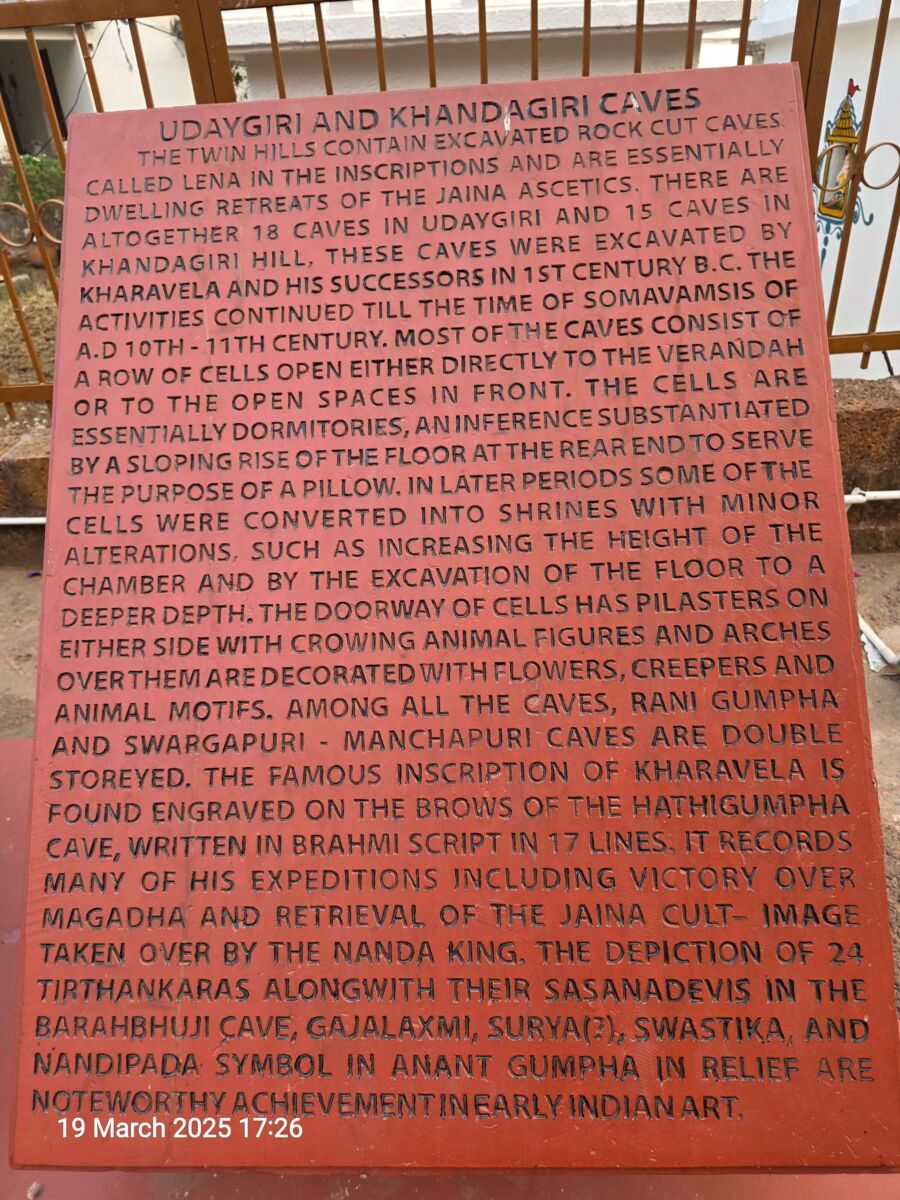 UDAYGIRI AND KHANDAGIRI CAVES
THE TWIN HILLS CONTAIN EXCAVATED ROCK CUT CAVES
CALLED LENA IN THE INSCRIPTIONS AND ARE ESSENTIALLY
DWELLING RETREATS OF THE JAINA ASCETICS. THERE ARE
ALTOGETHER 18 CAVES IN UDAYGIRI AND 15 CAVES IN
KHANDAGIRI HILL, THESE CAVES WERE EXCAVATED BY
KHARAVELA AND HIS SUCCESSORS IN 1ST CENTURY B.C. THE
ACTIVITIES CONTINUED TILL THE TIME OF SOMAVAMSIS OF
A.D 10TH - 11TH CENTURY. MOST OF THE CAVES CONSIST OF
A ROW OF CELLS OPEN EITHER DIRECTLY TO THE VERANDAH
OR TO THE OPEN SPACES IN FRONT. THE CELLS ARE
ESSENTIALLY DORMITORIES, AN INFERENCE SUBSTANTIATED
BY A SLOPING RISE OF THE FLOOR AT THE REAR END TO SERVE
THE PURPOSE OF A PILLOW. IN LATER PERIODS SOME OF THE
CELLS WERE CONVERTED INTO SHRINES WITH MINOR
ALTERATIONS, SUCH AS INCREASING THE HEIGHT OF THE
CHAMBER AND BY THE EXCAVATION OF THE FLOOR TO A
DEEPER DEPTH. THE DOORWAY OF CELLS HAS PILASTERS ON
EITHER SIDE WITH CROWING ANIMAL FIGURES AND ARCHES
OVER THEM ARE DECORATED WITH FLOWERS, CREEPERS AND
ANIMAL MOTIFS. AMONG ALL THE CAVES, RANI GUMPHA
AND SWARGAPURI - MANCHAPURI CAVES ARE DOUBLE
STOREYED. THE FAMOUS INSCRIPTION OF KHARAVELA IS
FOUND ENGRAVED ON THE BROWS OF THE HATHIGUMPHA
CAVE, WRITTEN IN BRAHMI SCRIPT IN 17 LINES. IT RECORDS
MANY OF HIS EXPEDITIONS INCLUDING VICTORY OVER
MAGADHA AND RETRIEVAL OF THE JAINA CULT- IMAGE
TAKEN OVER BY THE NANDA KING. THE DEPICTION OF 24
TIRTHANKARAS ALONGWITH THEIR SASANADEVIS IN THE
BARAHBHUJI CAVE, GAJALAXMI, SURYA(?), SWASTIKA, AND
NANDIPADA SYMBOL IN ANANT GUMPHA IN RELIEF ARE
NOTEWORTHY ACHIEVEMENT IN EARLY INDIAN ART.
19 March 2025 17:26